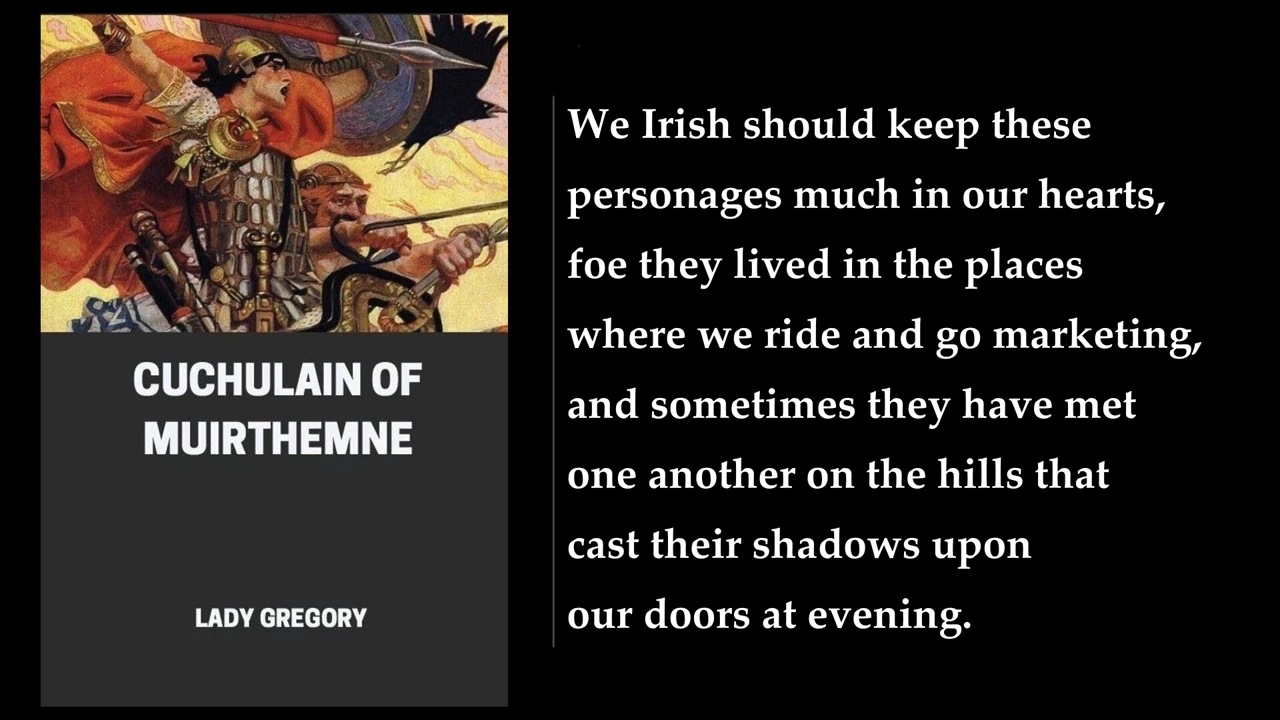 CUCHULAIN OF
MUIRTHEMNE
LADY GREGORY
We Irish should keep these
personages much in our hearts,
foe they lived in the places
where we ride and go marketing,
and sometimes they have met
one another on the hills that
cast their shadows upon
our doors at evening.